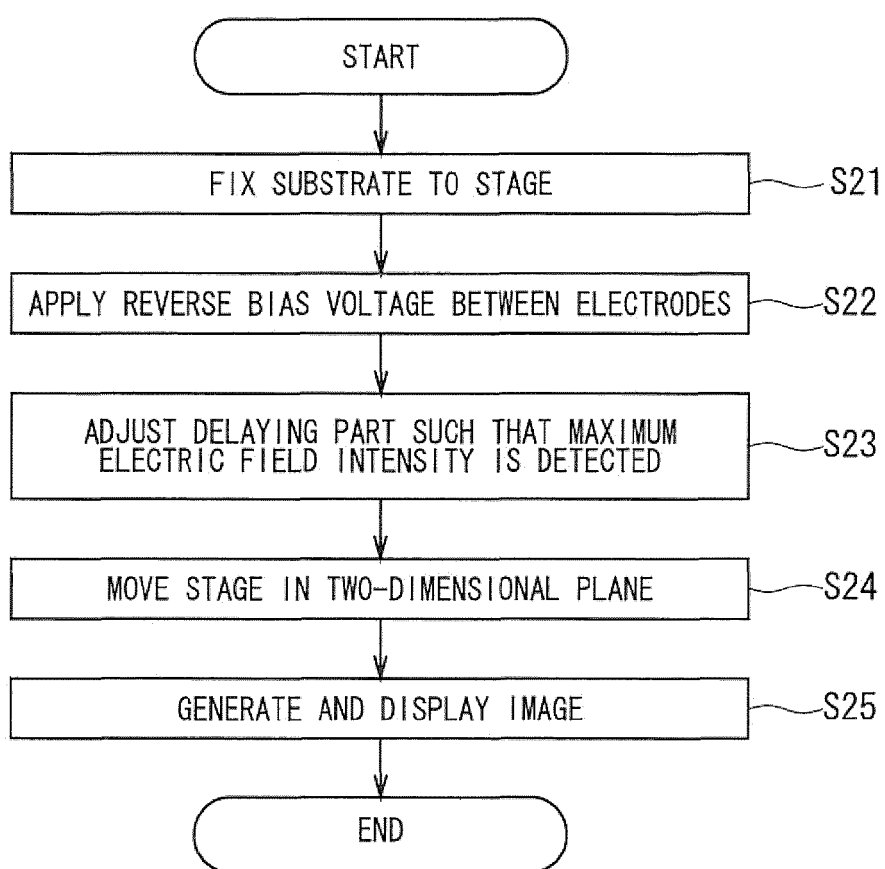 START
FIX SUBSTRATE TO STAGE
S21
APPLY REVERSE BIAS VOLTAGE BETWEEN ELECTRODES
S22
ADJUST DELAYING PART SUCH THAT MAXIMUM
ELECTRIC FIELD INTENSITY IS DETECTED
S23
MOVE STAGE IN TWO-DIMENSIONAL PLANE
S24
GENERATE AND DISPLAY IMAGE
S25
END